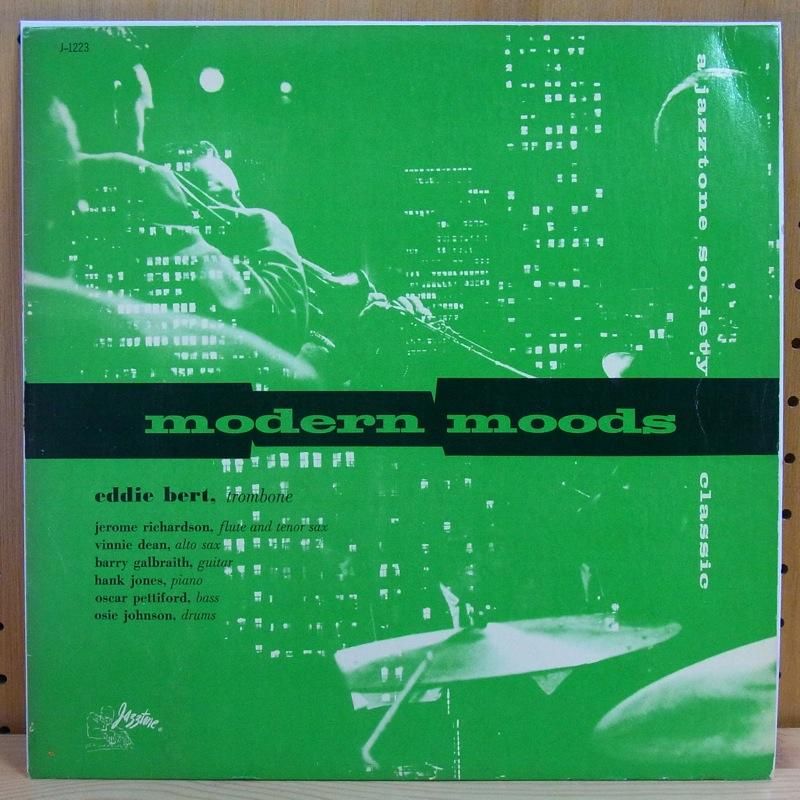 J-1223
a jazztone society classic
modern moods
eddie bert, trombone
jerome richardson, flute and tenor sax
vinnie dean, alto sax
barry galbraith, guitar
hank jones, piano
oscar pettiford, bass
osie johnson, drums
Jazztone